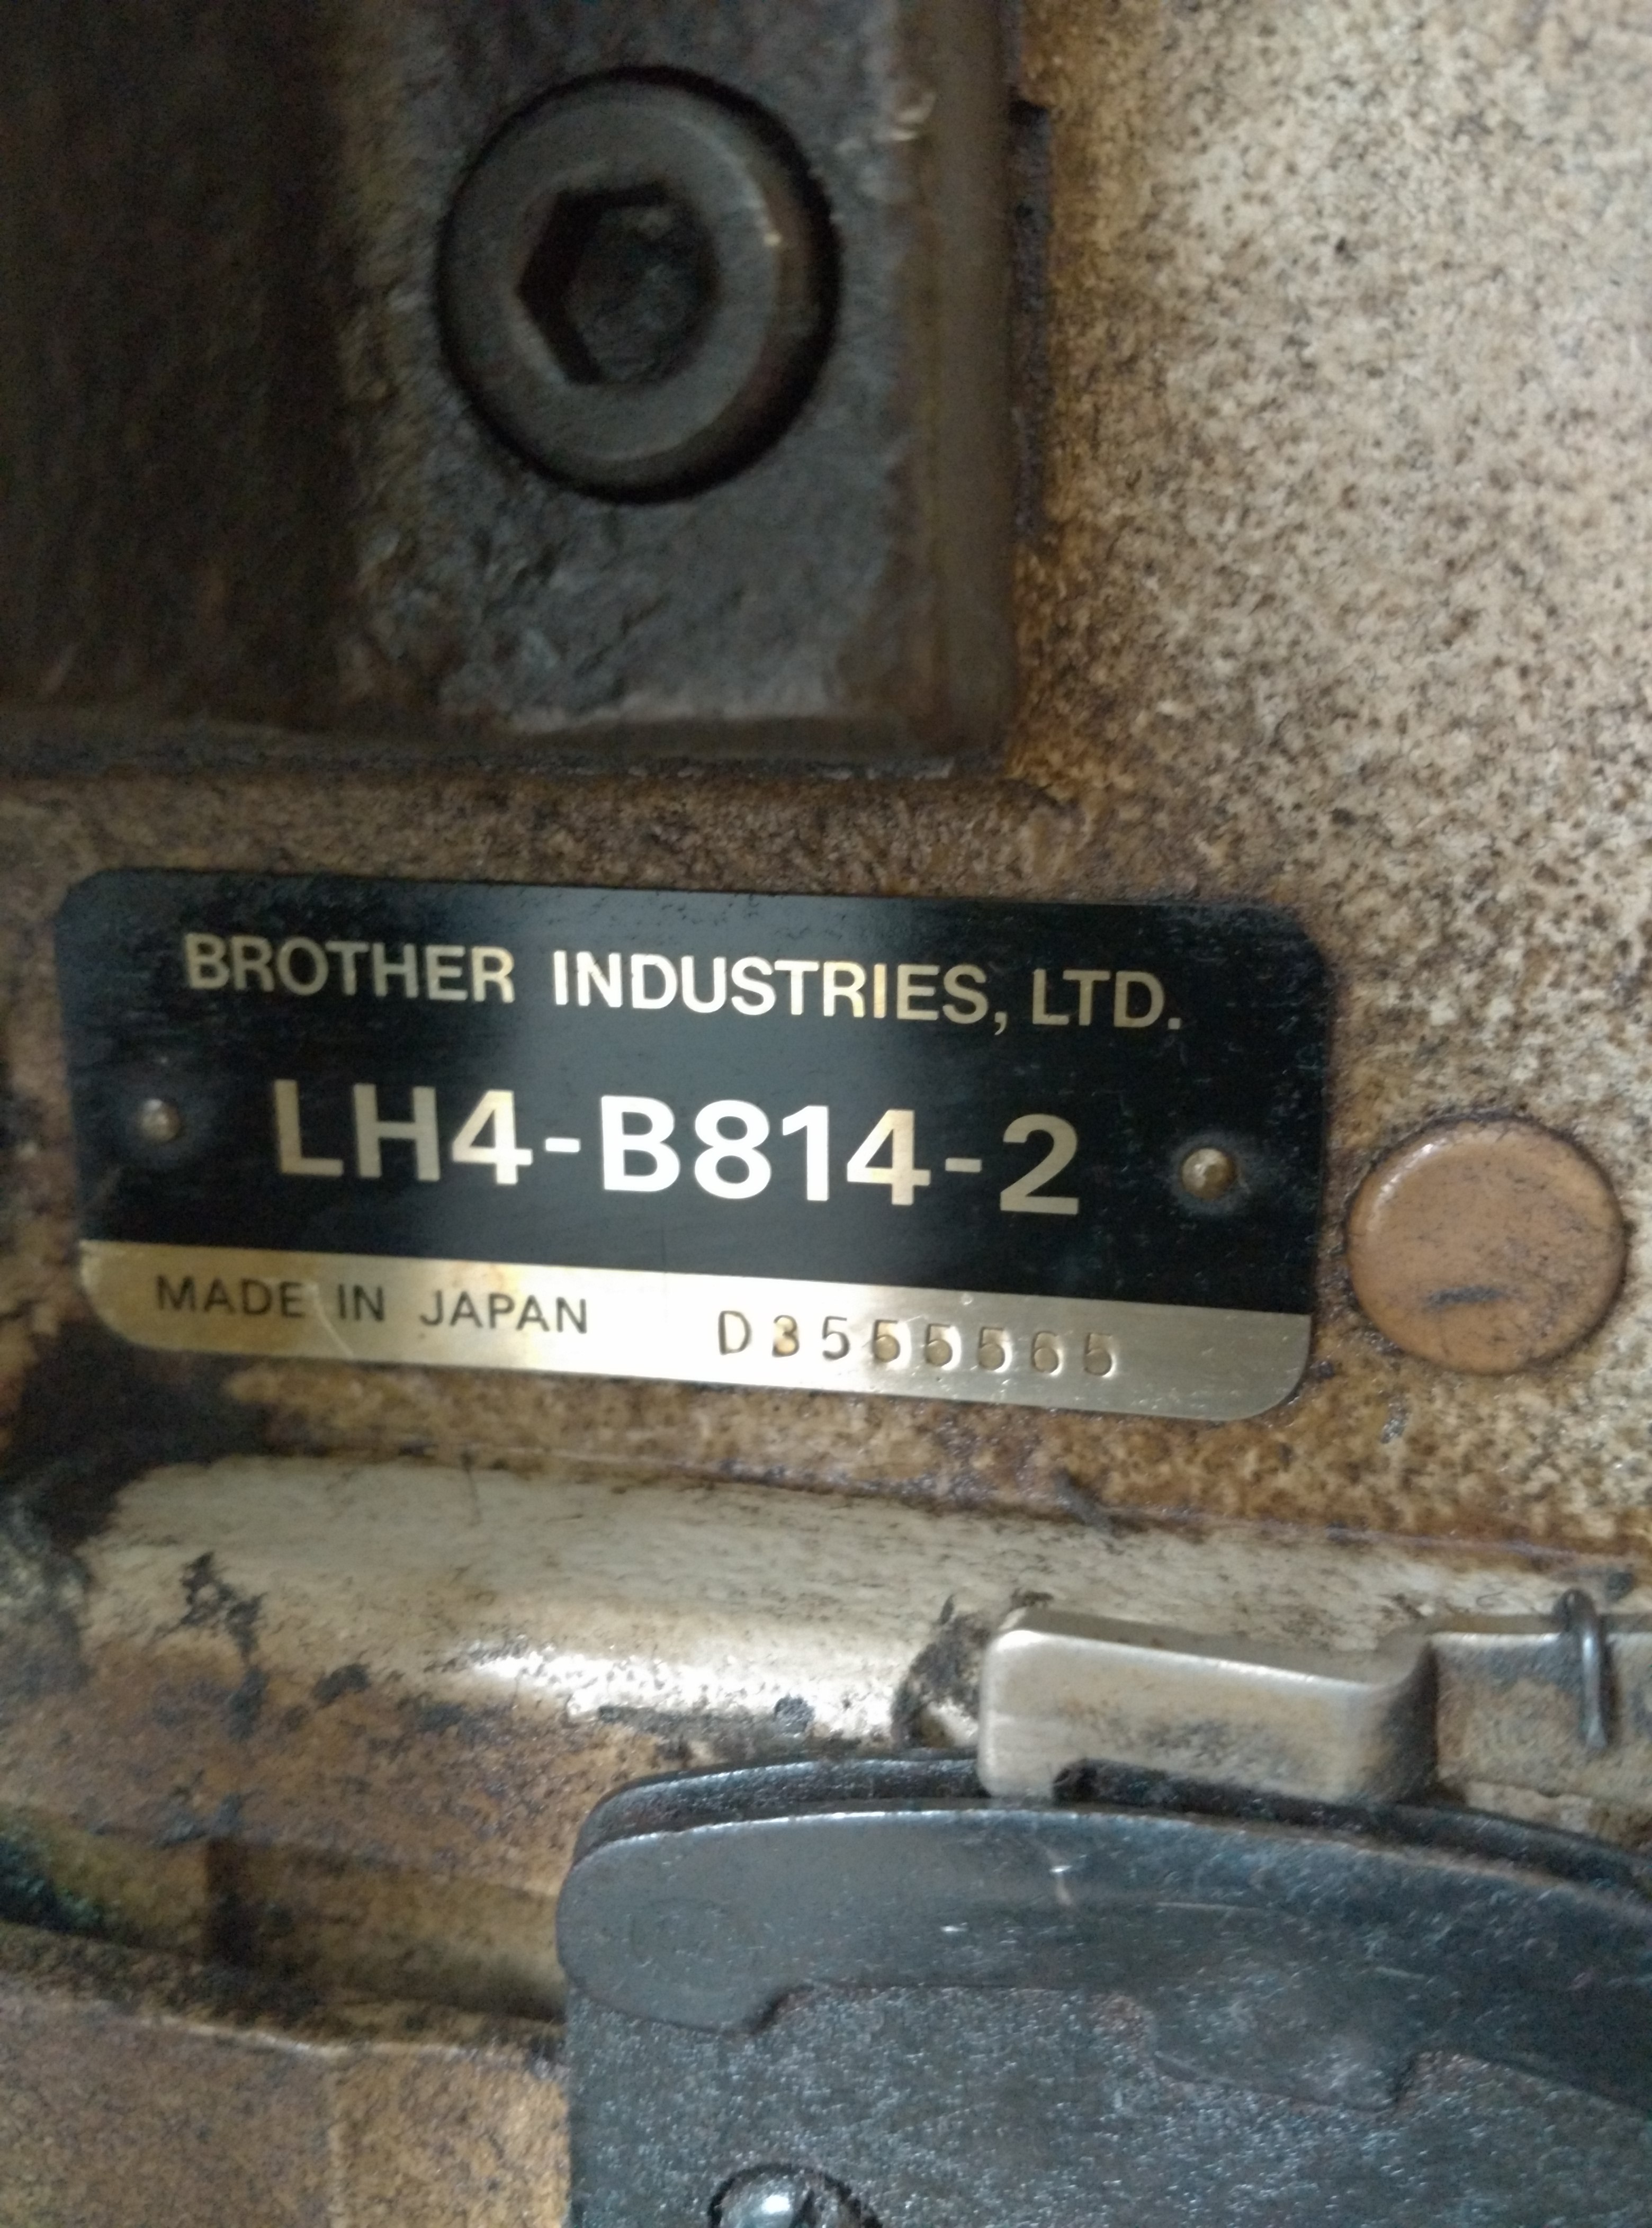 BROTHER INDUSTRIES, LTD.
LH4-B814-2
MADE IN JAPAN D3555565